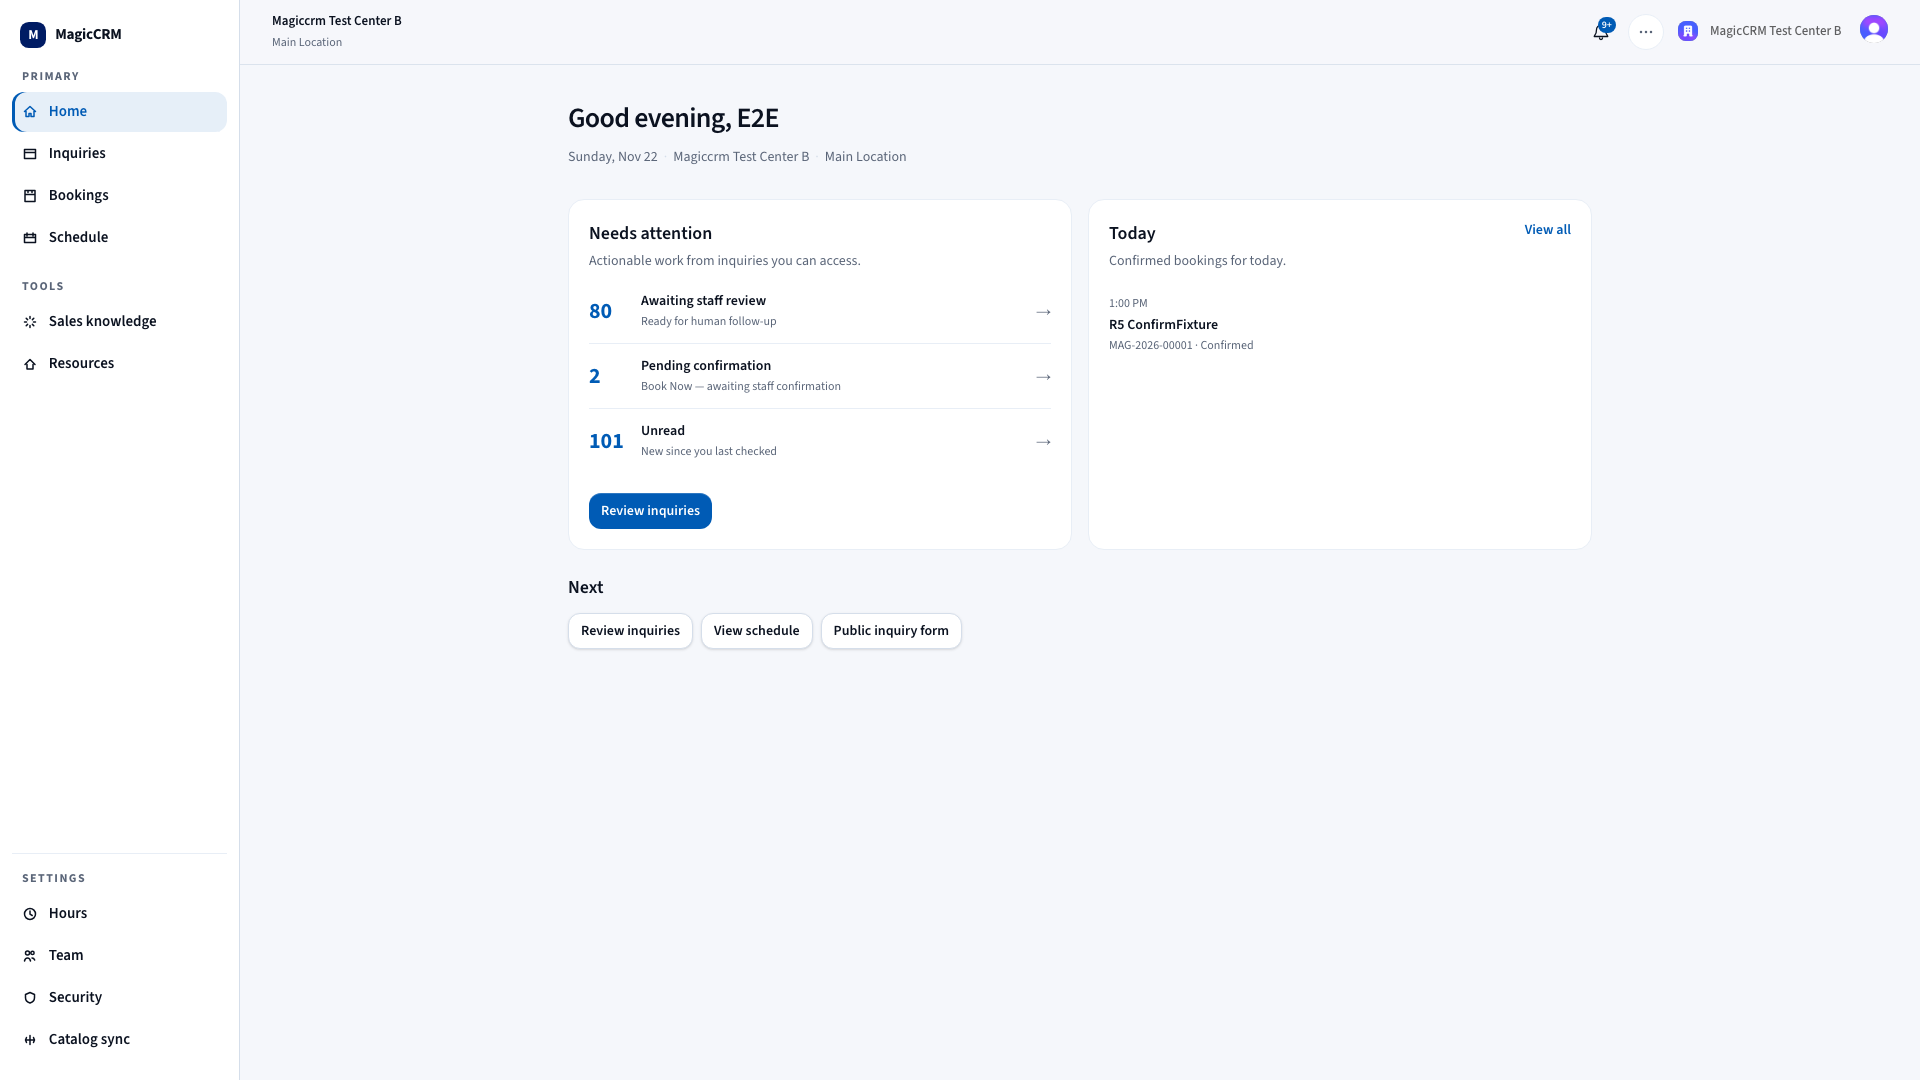 M MagicCRM
PRIMARY
Home
Inquiries
Bookings
Schedule
TOOLS
Sales knowledge
Resources
SETTINGS
Hours
Team
Security
Catalog sync
Magiccrm Test Center B
Main Location
9+
MagicCRM Test Center B
Good evening, E2E
Sunday, Nov 22 · Magiccrm Test Center B · Main Location
Needs attention
Actionable work from inquiries you can access.
80
Awaiting staff review
Ready for human follow-up
→
2
Pending confirmation
Book Now — awaiting staff confirmation
→
101
Unread
New since you last checked
→
Review inquiries
Today
View all
Confirmed bookings for today.
1:00 PM
R5 ConfirmFixture
MAG-2026-00001 · Confirmed
Next
Review inquiries
View schedule
Public inquiry form